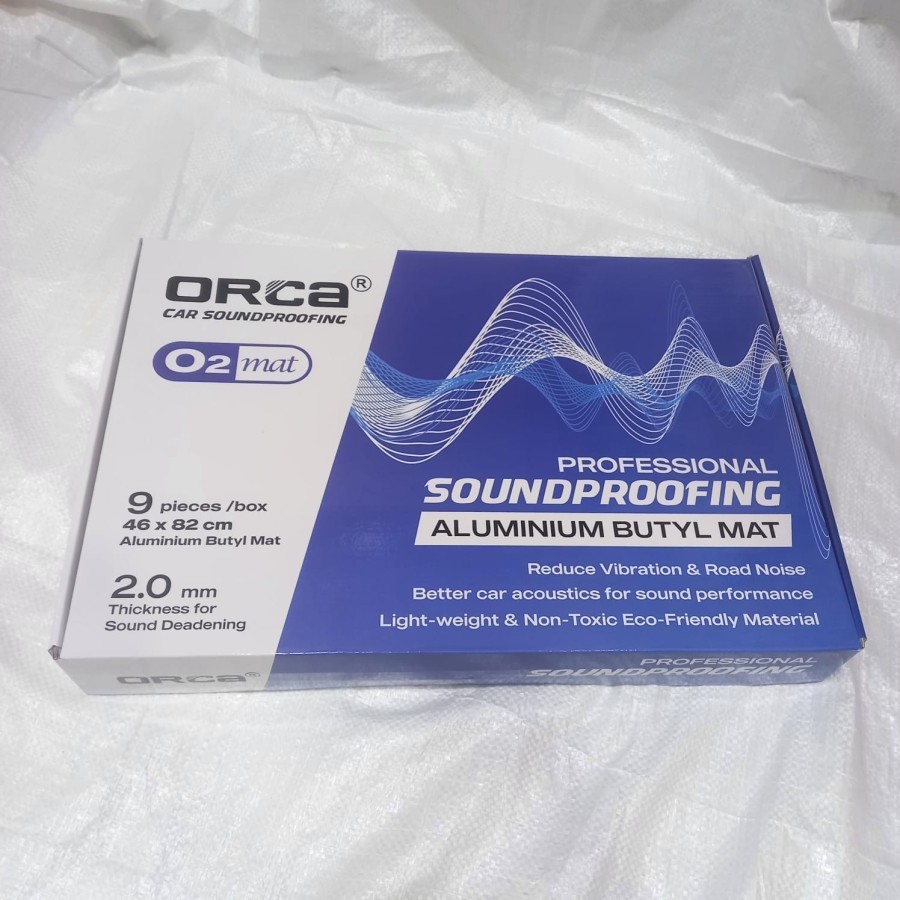 ORCA®
CAR SOUNDPROOFING
O2 mat
9 pieces /box
46 x 82 cm
Aluminium Butyl Mat
2.0 mm
Thickness for
Sound Deadening
PROFESSIONAL
SOUNDPROOFING
ALUMINIUM BUTYL MAT
Reduce Vibration & Road Noise
Better car acoustics for sound performance
Light-weight & Non-Toxic Eco-Friendly Material
ORCA®
PROFESSIONAL
SOUNDPROOFING